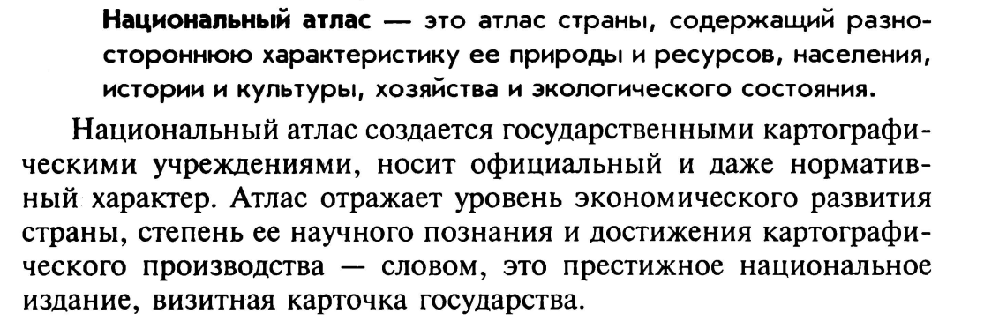 Национальный атлас — это атлас страны, содержащий разно-
стороннюю характеристику ее природы и ресурсов, населения,
истории и культуры, хозяйства и экологического состояния.
Национальный атлас создается государственными картографи-
ческими учреждениями, носит официальный и даже норматив-
ный характер. Атлас отражает уровень экономического развития
страны, степень ее научного познания и достижения картографи-
ческого производства — словом, это престижное национальное
издание, визитная карточка государства.